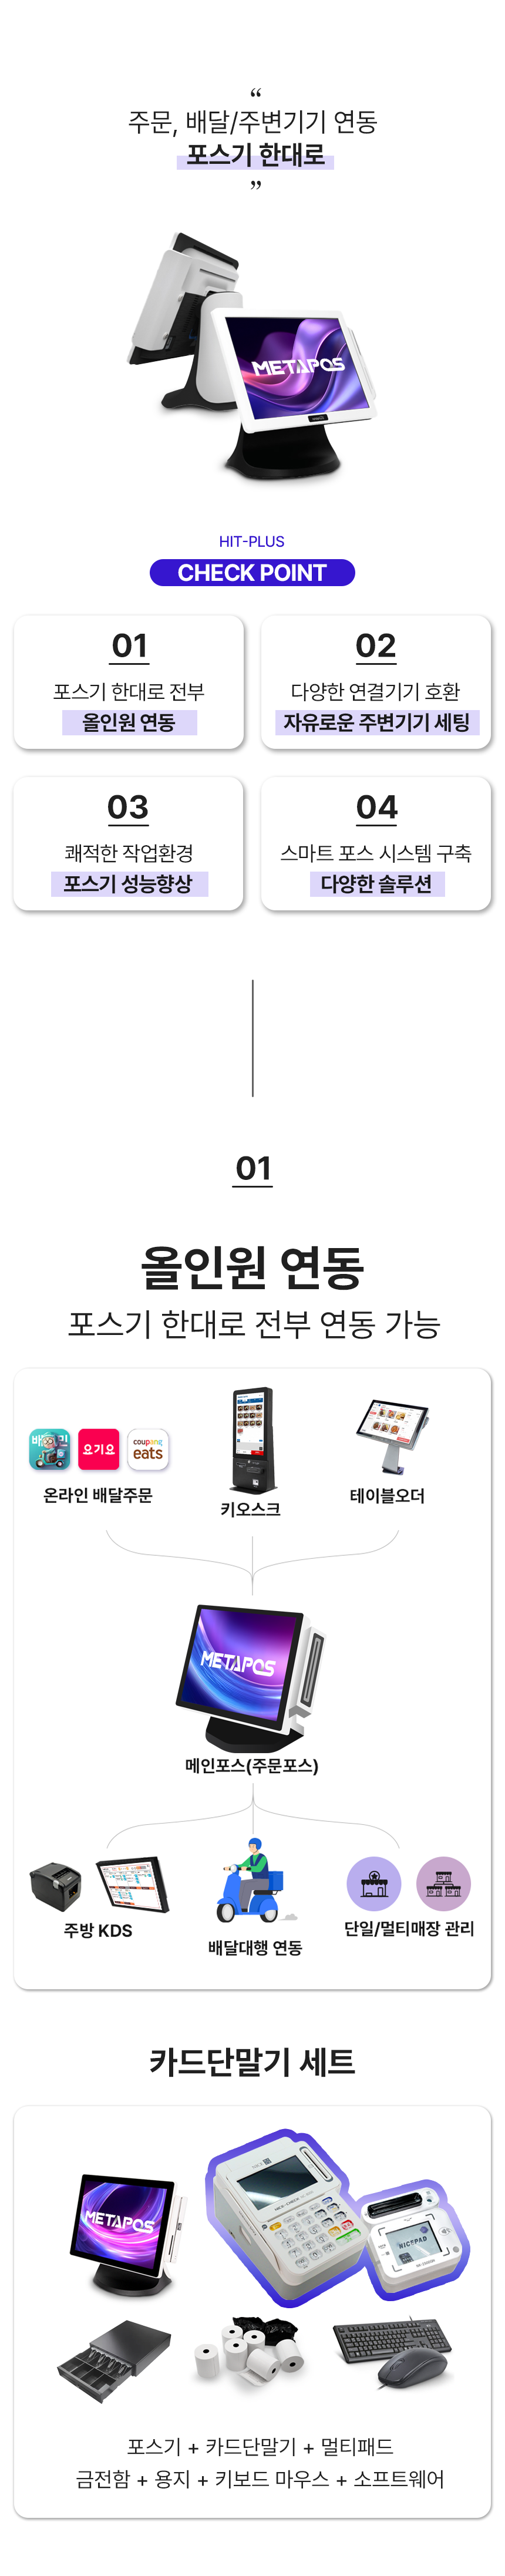 “
주문, 배달/주변기기 연동
포스기 한대로
”
METAPOS
HIT-PLUS
CHECK POINT
01
포스기 한대로 전부
올인원 연동
02
다양한 연결기기 호환
자유로운 주변기기 세팅
03
쾌적한 작업환경
포스기 성능향상
04
스마트 포스 시스템 구축
다양한 솔루션
01
올인원 연동
포스기 한대로 전부 연동 가능
요기요
coupang
eats
온라인 배달주문
키오스크
테이블오더
METAPOS
메인포스(주문포스)
주방 KDS
배달대행 연동
단일/멀티매장 관리
카드단말기 세트
METAPOS
NICEPAD
포스기 + 카드단말기 + 멀티패드
금전함 + 용지 + 키보드 마우스 + 소프트웨어